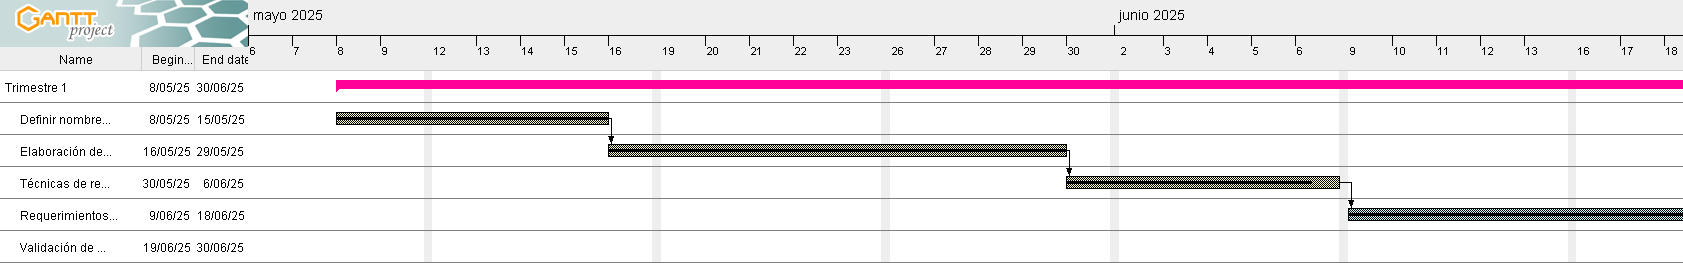 GANTT
project
mayo 2025 junio 2025
6 7 8 9 12 13 14 15 16 19 20 21 22 23 26 27 28 29 30 2 3 4 5 6 9 10 11 12 13 16 17 18
Name Begin... End date
Trimestre 1 8/05/25 30/06/25
Definir nombre... 8/05/25 15/05/25
Elaboración de... 16/05/25 29/05/25
Técnicas de re... 30/05/25 6/06/25
Requerimientos... 9/06/25 18/06/25
Validación de ... 19/06/25 30/06/25